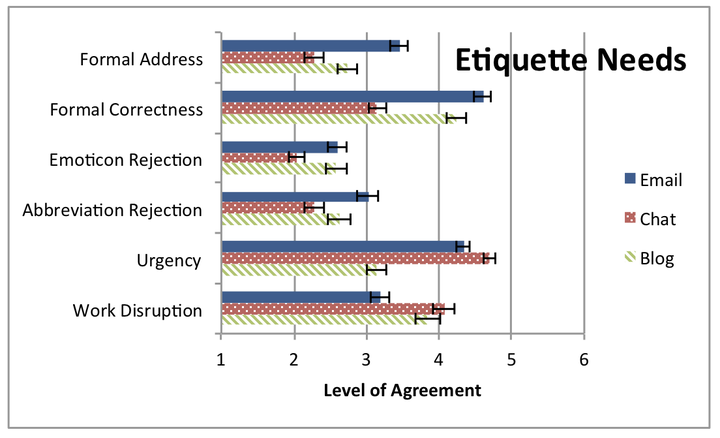 Etiquette Needs
Formal Address
Formal Correctness
Emoticon Rejection
Abbreviation Rejection
Urgency
Work Disruption
Email
Chat
Blog
1 2 3 4 5 6
Level of Agreement